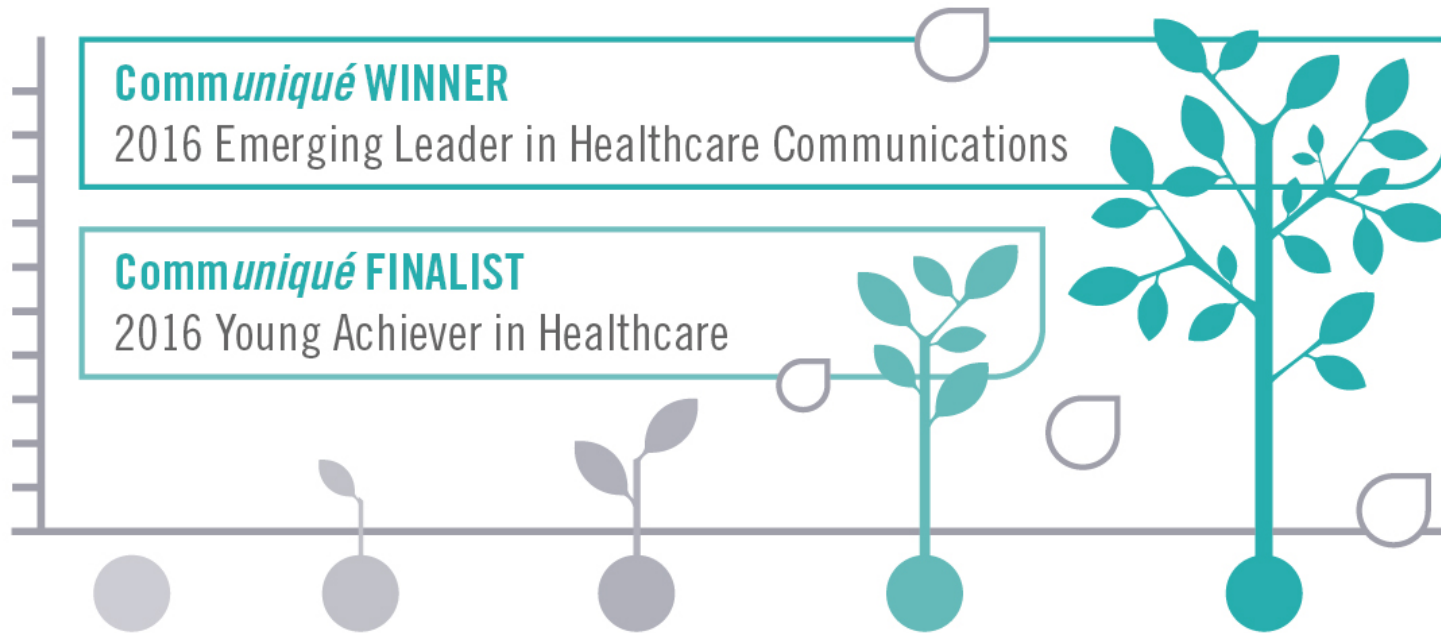 Communiqué WINNER
2016 Emerging Leader in Healthcare Communications
Communiqué FINALIST
2016 Young Achiever in Healthcare